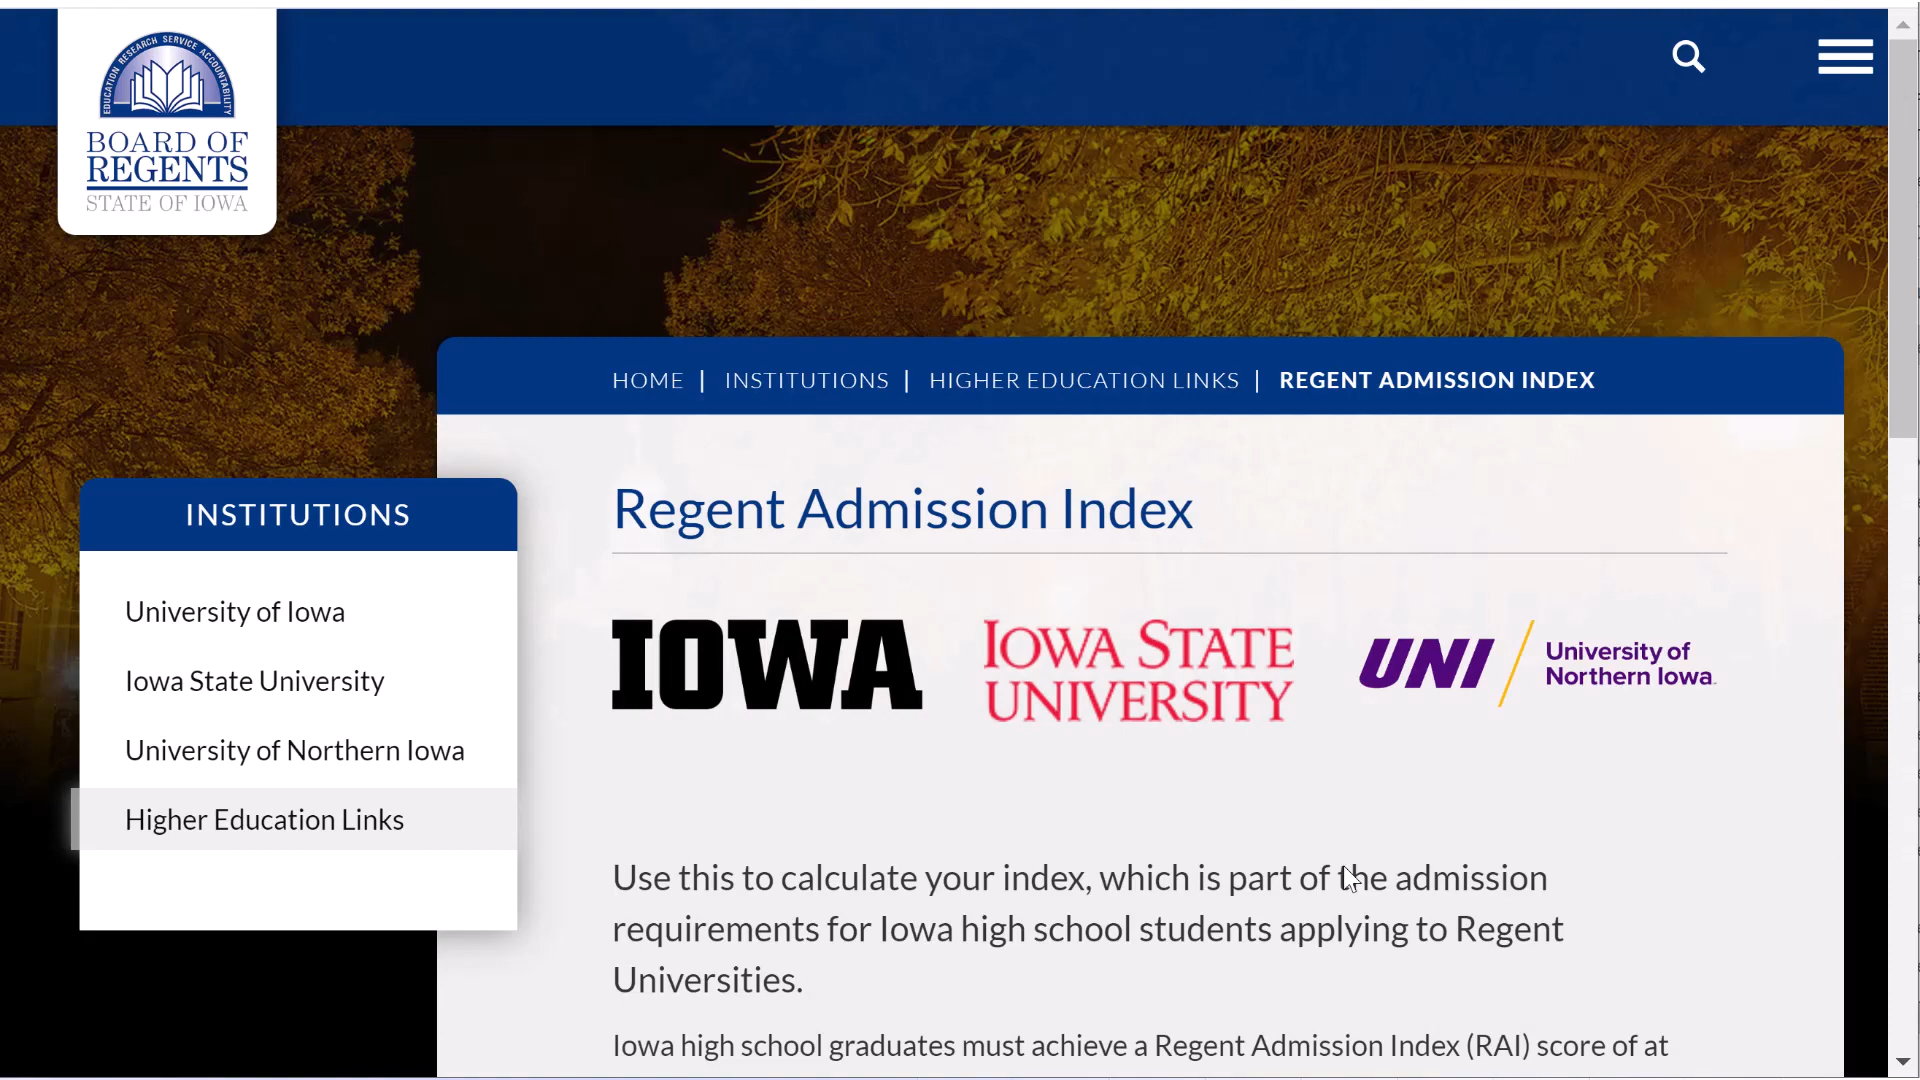 EDUCATION RESEARCH SERVICE ACCOUNTABILITY
BOARD OF
REGENTS
STATE OF IOWA
HOME | INSTITUTIONS | HIGHER EDUCATION LINKS | REGENT ADMISSION INDEX
INSTITUTIONS
University of Iowa
Iowa State University
University of Northern Iowa
Higher Education Links
Regent Admission Index
IOWA
IOWA STATE
UNIVERSITY
UNI
University of
Northern Iowa
Use this to calculate your index, which is part of the admission
requirements for Iowa high school students applying to Regent
Universities.
Iowa high school graduates must achieve a Regent Admission Index (RAI) score of at